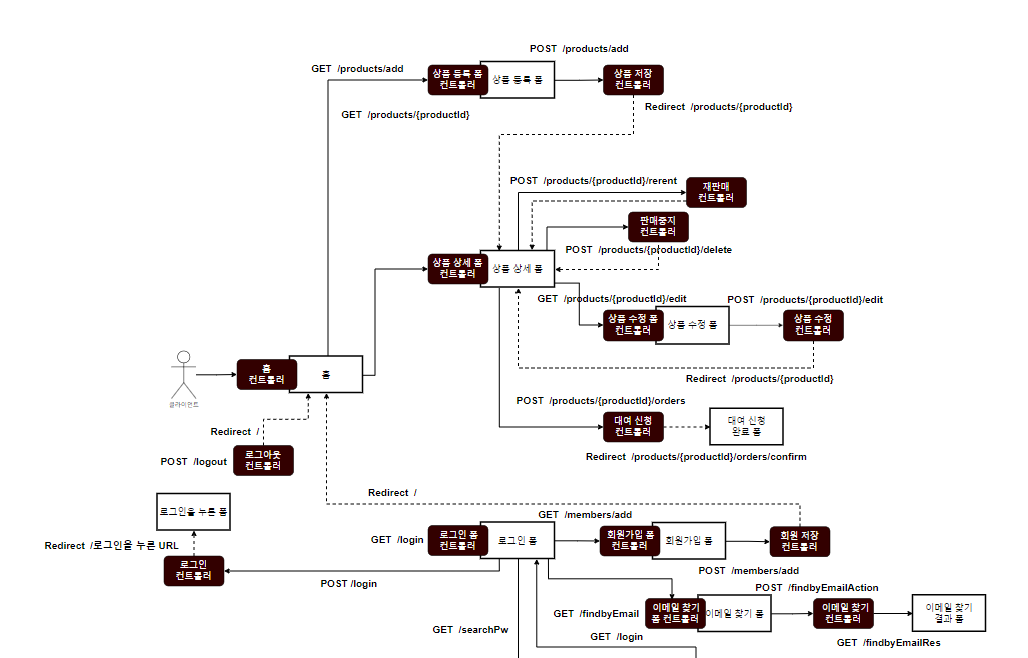 POST /products/add
GET /products/add
상품 등록 폼
컨트롤러
상품 등록 폼
상품 저장
컨트롤러
Redirect /products/{productId}
GET /products/{productId}
POST /products/{productId}/rerent
재판매
컨트롤러
판매중지
컨트롤러
POST /products/{productId}/delete
상품 상세 폼
컨트롤러
상품 상세 폼
GET /products/{productId}/edit
POST /products/{productId}/edit
상품 수정 폼
컨트롤러
상품 수정 폼
상품 수정
컨트롤러
Redirect /products/{productId}
클라이언트
홈
컨트롤러
홈
POST /products/{productId}/orders
대여 신청
컨트롤러
대여 신청
완료 폼
Redirect /products/{productId}/orders/confirm
Redirect /
POST /logout
로그아웃
컨트롤러
Redirect /
로그인을 누른 폼
Redirect /로그인을 누른 URL
로그인
컨트롤러
POST /login
GET /login
로그인 폼
컨트롤러
로그인 폼
GET /members/add
회원가입 폼
컨트롤러
회원가입 폼
회원 저장
컨트롤러
POST /members/add
POST /findbyEmailAction
GET /findbyEmail
이메일 찾기
폼 컨트롤러
이메일 찾기 폼
이메일 찾기
컨트롤러
이메일 찾기
결과 폼
GET /findbyEmailRes
GET /searchPw
GET /login